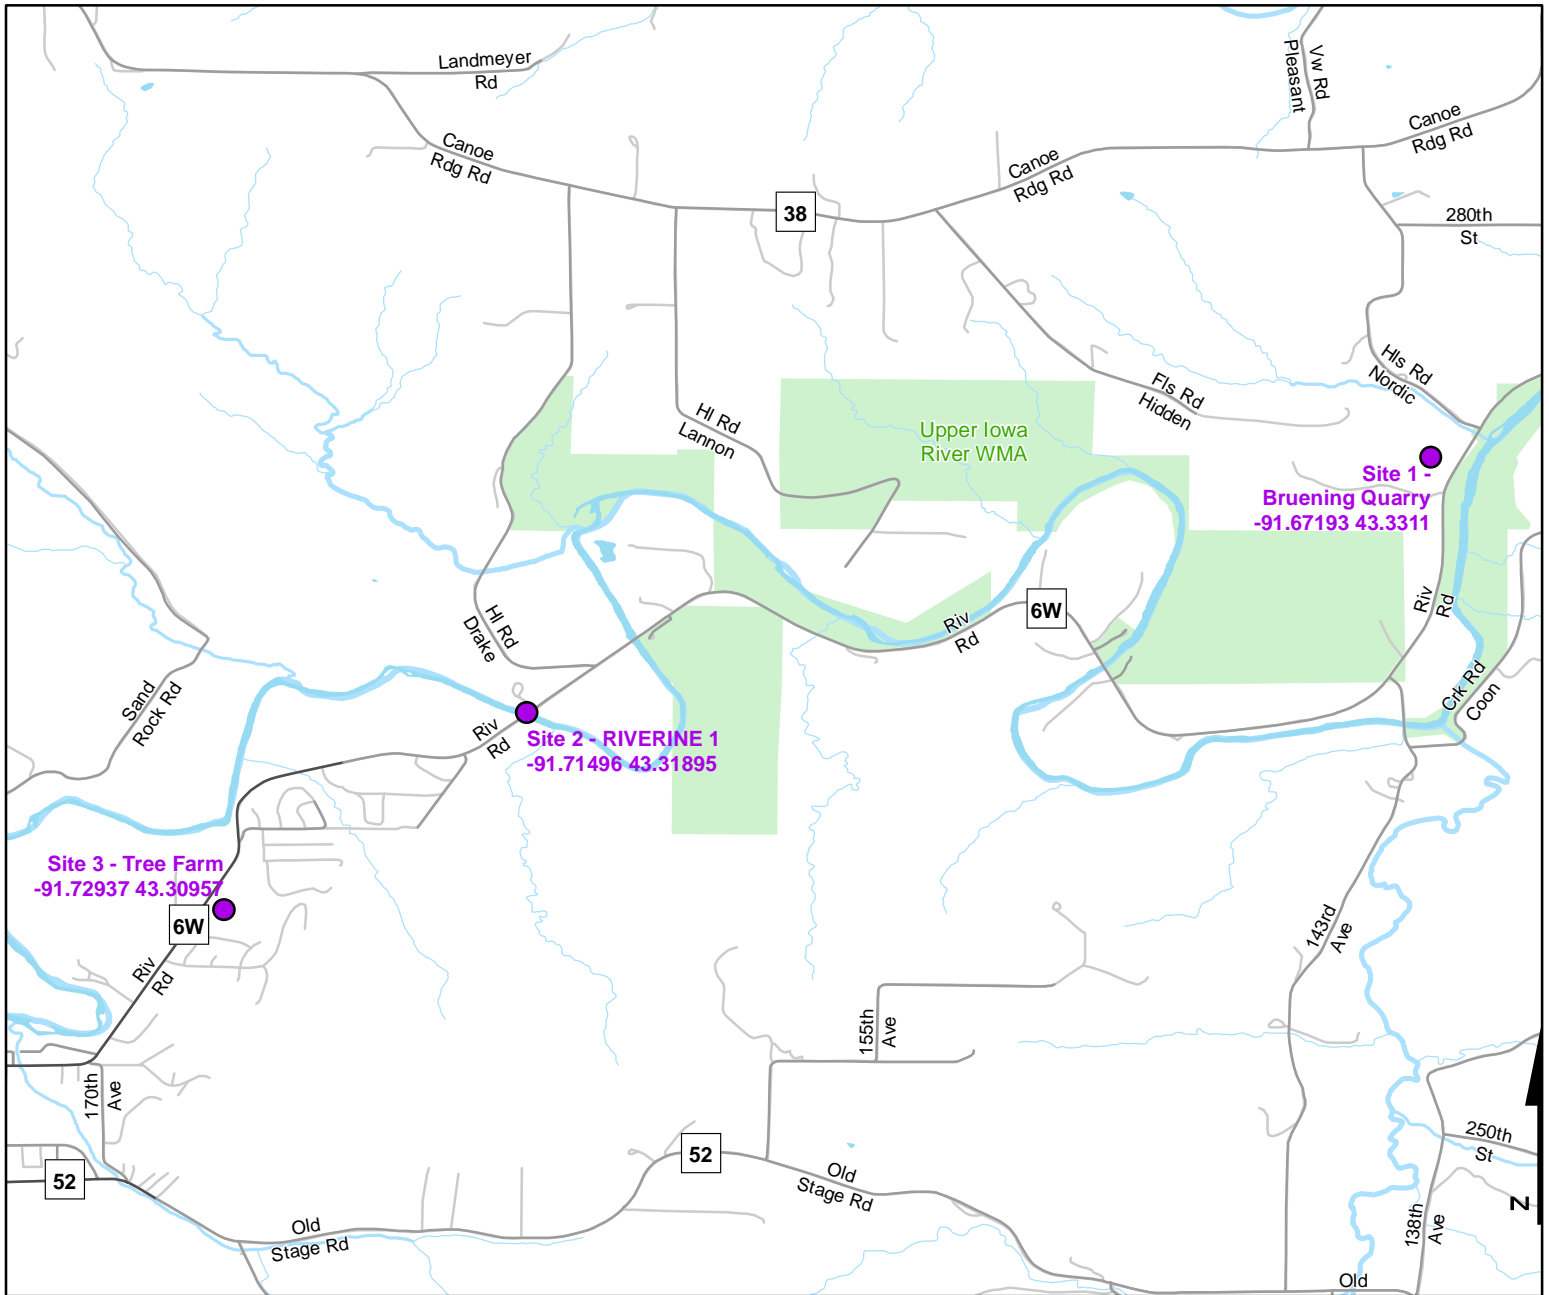 Landmeyer
Rd
Pleasant
Vw Rd
Canoe
Rdg Rd
Canoe
Rdg Rd
Canoe
Rdg Rd
38
280th
St
Hls Rd
Nordic
Fls Rd
Hidden
Hl Rd
Lannon
Upper Iowa
River WMA
Site 1 -
Bruening Quarry
-91.67193 43.3311
Riv
Rd
6W
Riv
Rd
Hl Rd
Drake
Sand
Rock Rd
Crk Rd
Coon
Riv
Rd
Site 2 - RIVERINE 1
-91.71496 43.31895
Site 3 - Tree Farm
-91.72937 43.30957
6W
Riv
Rd
143rd
Ave
155th
Ave
170th
Ave
52
52
Old
Stage Rd
Old
Stage Rd
250th
St
138th
Ave
N
Old